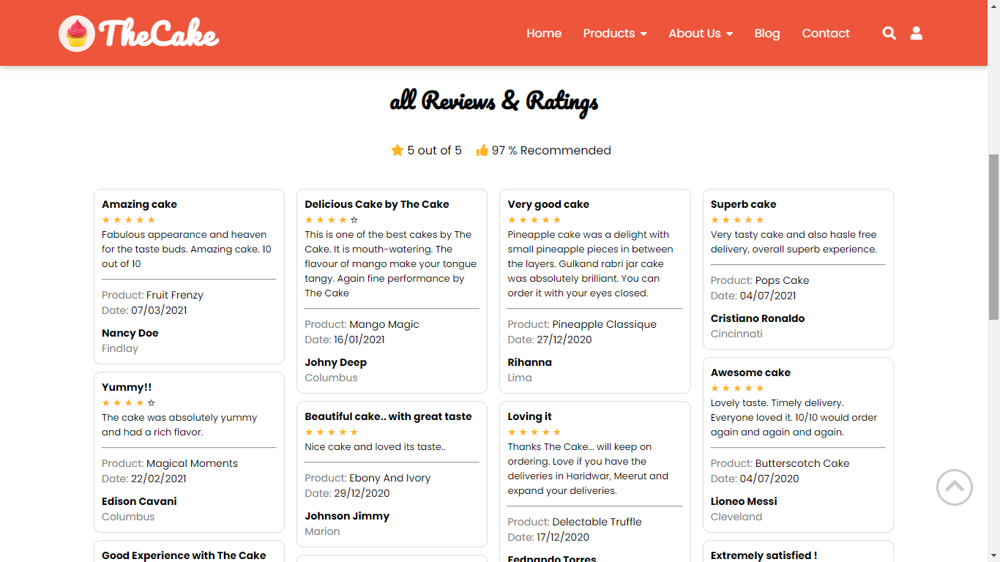 TheCake
Home Products About Us Blog Contact
all Reviews & Ratings
5 out of 5 97 % Recommended
Amazing cake
Fabulous appearance and heaven
for the taste buds. Amazing cake. 10
out of 10
Product: Fruit Frenzy
Date: 07/03/2021
Nancy Doe
Findlay
Yummy!!
The cake was absolutely yummy
and had a rich flavor.
Product: Magical Moments
Date: 22/02/2021
Edison Cavani
Columbus
Good Experience with The Cake
Delicious Cake by The Cake
This is one of the best cakes by The
Cake. It is mouth-watering. The
flavour of mango make your tongue
tangy. Again fine performance by
The Cake
Product: Mango Magic
Date: 16/01/2021
Johny Deep
Columbus
Beautiful cake.. with great taste
Nice cake and loved its taste..
Product: Ebony And Ivory
Date: 29/12/2020
Johnson Jimmy
Marion
Very good cake
Pineapple cake was a delight with
small pineapple pieces in between
the layers. Gulkand rabri jar cake
was absolutely brilliant. You can
order it with your eyes closed.
Product: Pineapple Classique
Date: 27/12/2020
Rihanna
Lima
Loving it
Thanks The Cake... will keep on
ordering. Love if you have the
deliveries in Haridwar, Meerut and
expand your deliveries.
Product: Delectable Truffle
Date: 17/12/2020
Fednando Torres
Superb cake
Very tasty cake and also hasle free
delivery, overall superb experience.
Product: Pops Cake
Date: 04/07/2021
Cristiano Ronaldo
Cincinnati
Awesome cake
Lovely taste. Timely delivery.
Everyone loved it. 10/10 would order
again and again and again.
Product: Butterscotch Cake
Date: 04/07/2020
Lioneo Messi
Cleveland
Extremely satisfied !